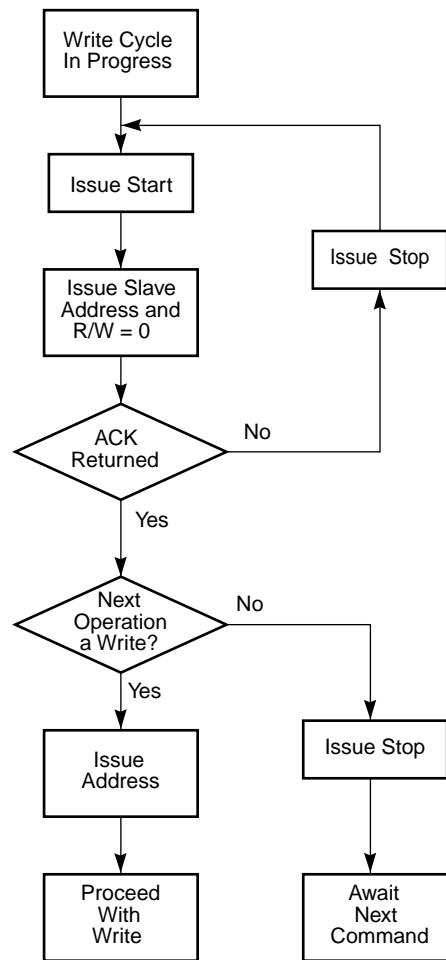 Write Cycle
In Progress
Issue Start
Issue Stop
Issue Slave
Address and
R/W = 0
ACK
Returned
No
Yes
Next
Operation
a Write?
No
Yes
Issue
Address
Issue Stop
Proceed
With
Write
Await
Next
Command